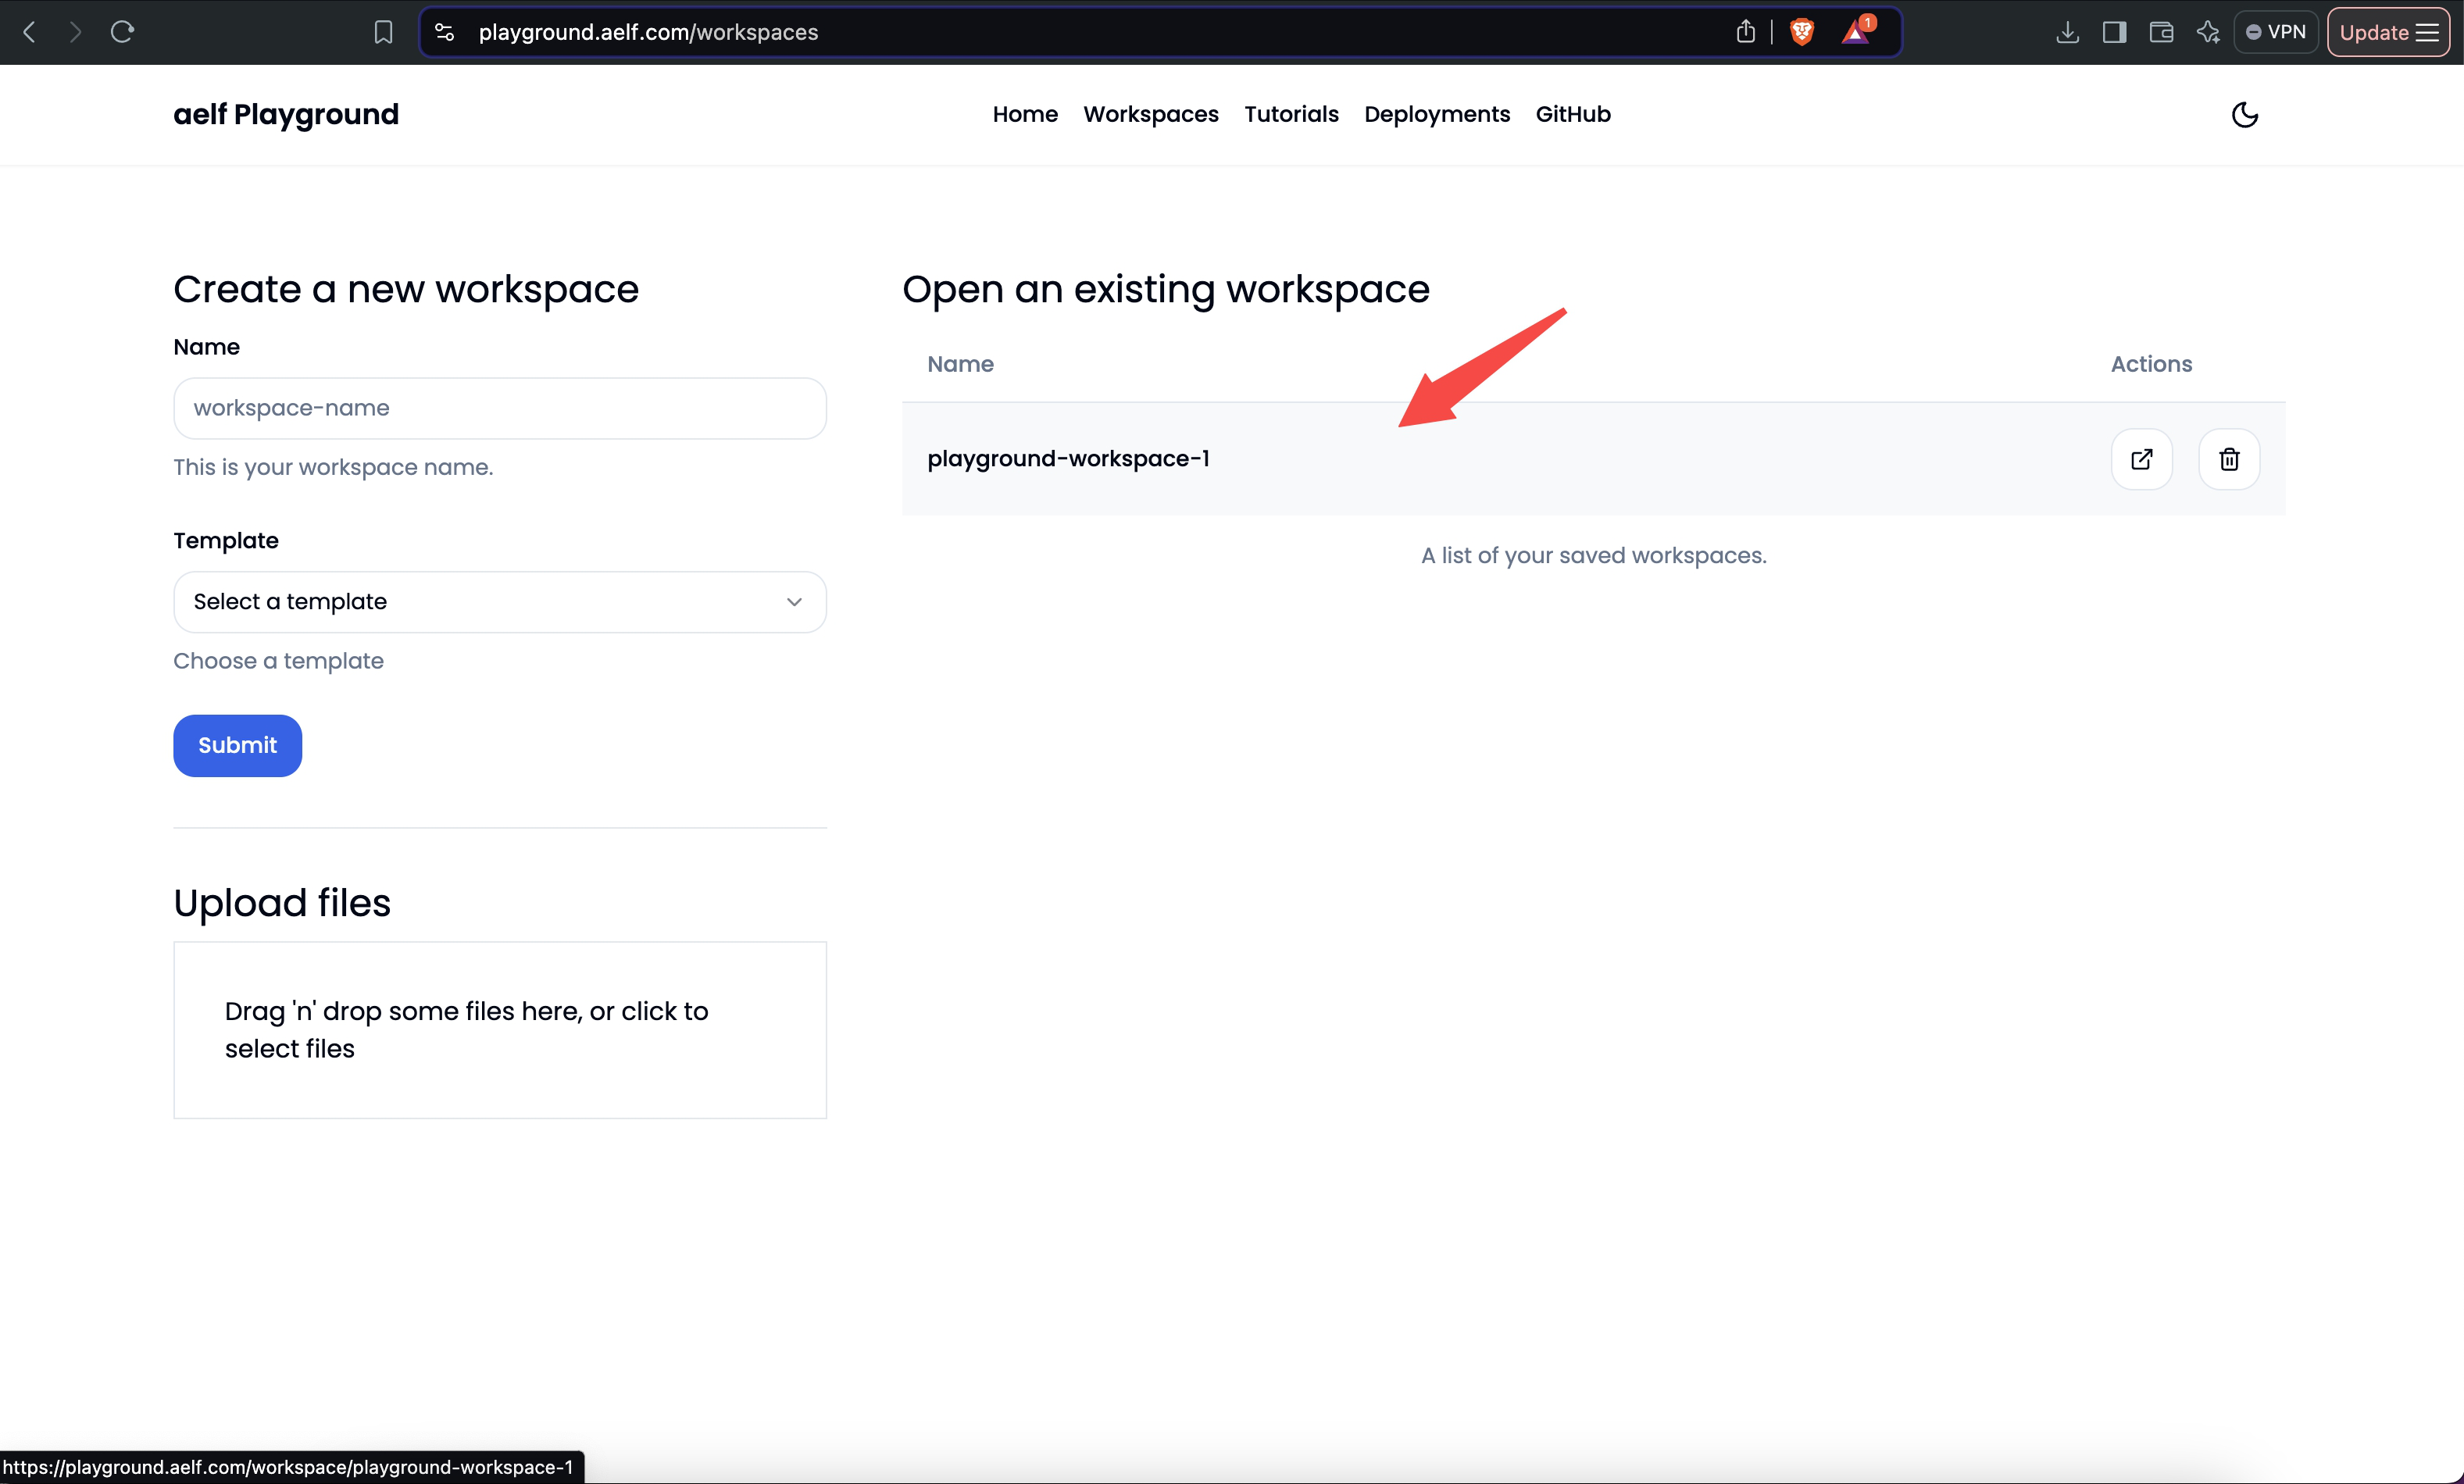 playground.aelf.com/workspaces
1
VPN
Update
aelf Playground
Home
Workspaces
Tutorials
Deployments
GitHub
Create a new workspace
Name
workspace-name
This is your workspace name.
Template
Select a template
Choose a template
Submit
Upload files
Drag 'n' drop some files here, or click to
select files
Open an existing workspace
Name
Actions
playground-workspace-1
A list of your saved workspaces.
https://playground.aelf.com/workspace/playground-workspace-1